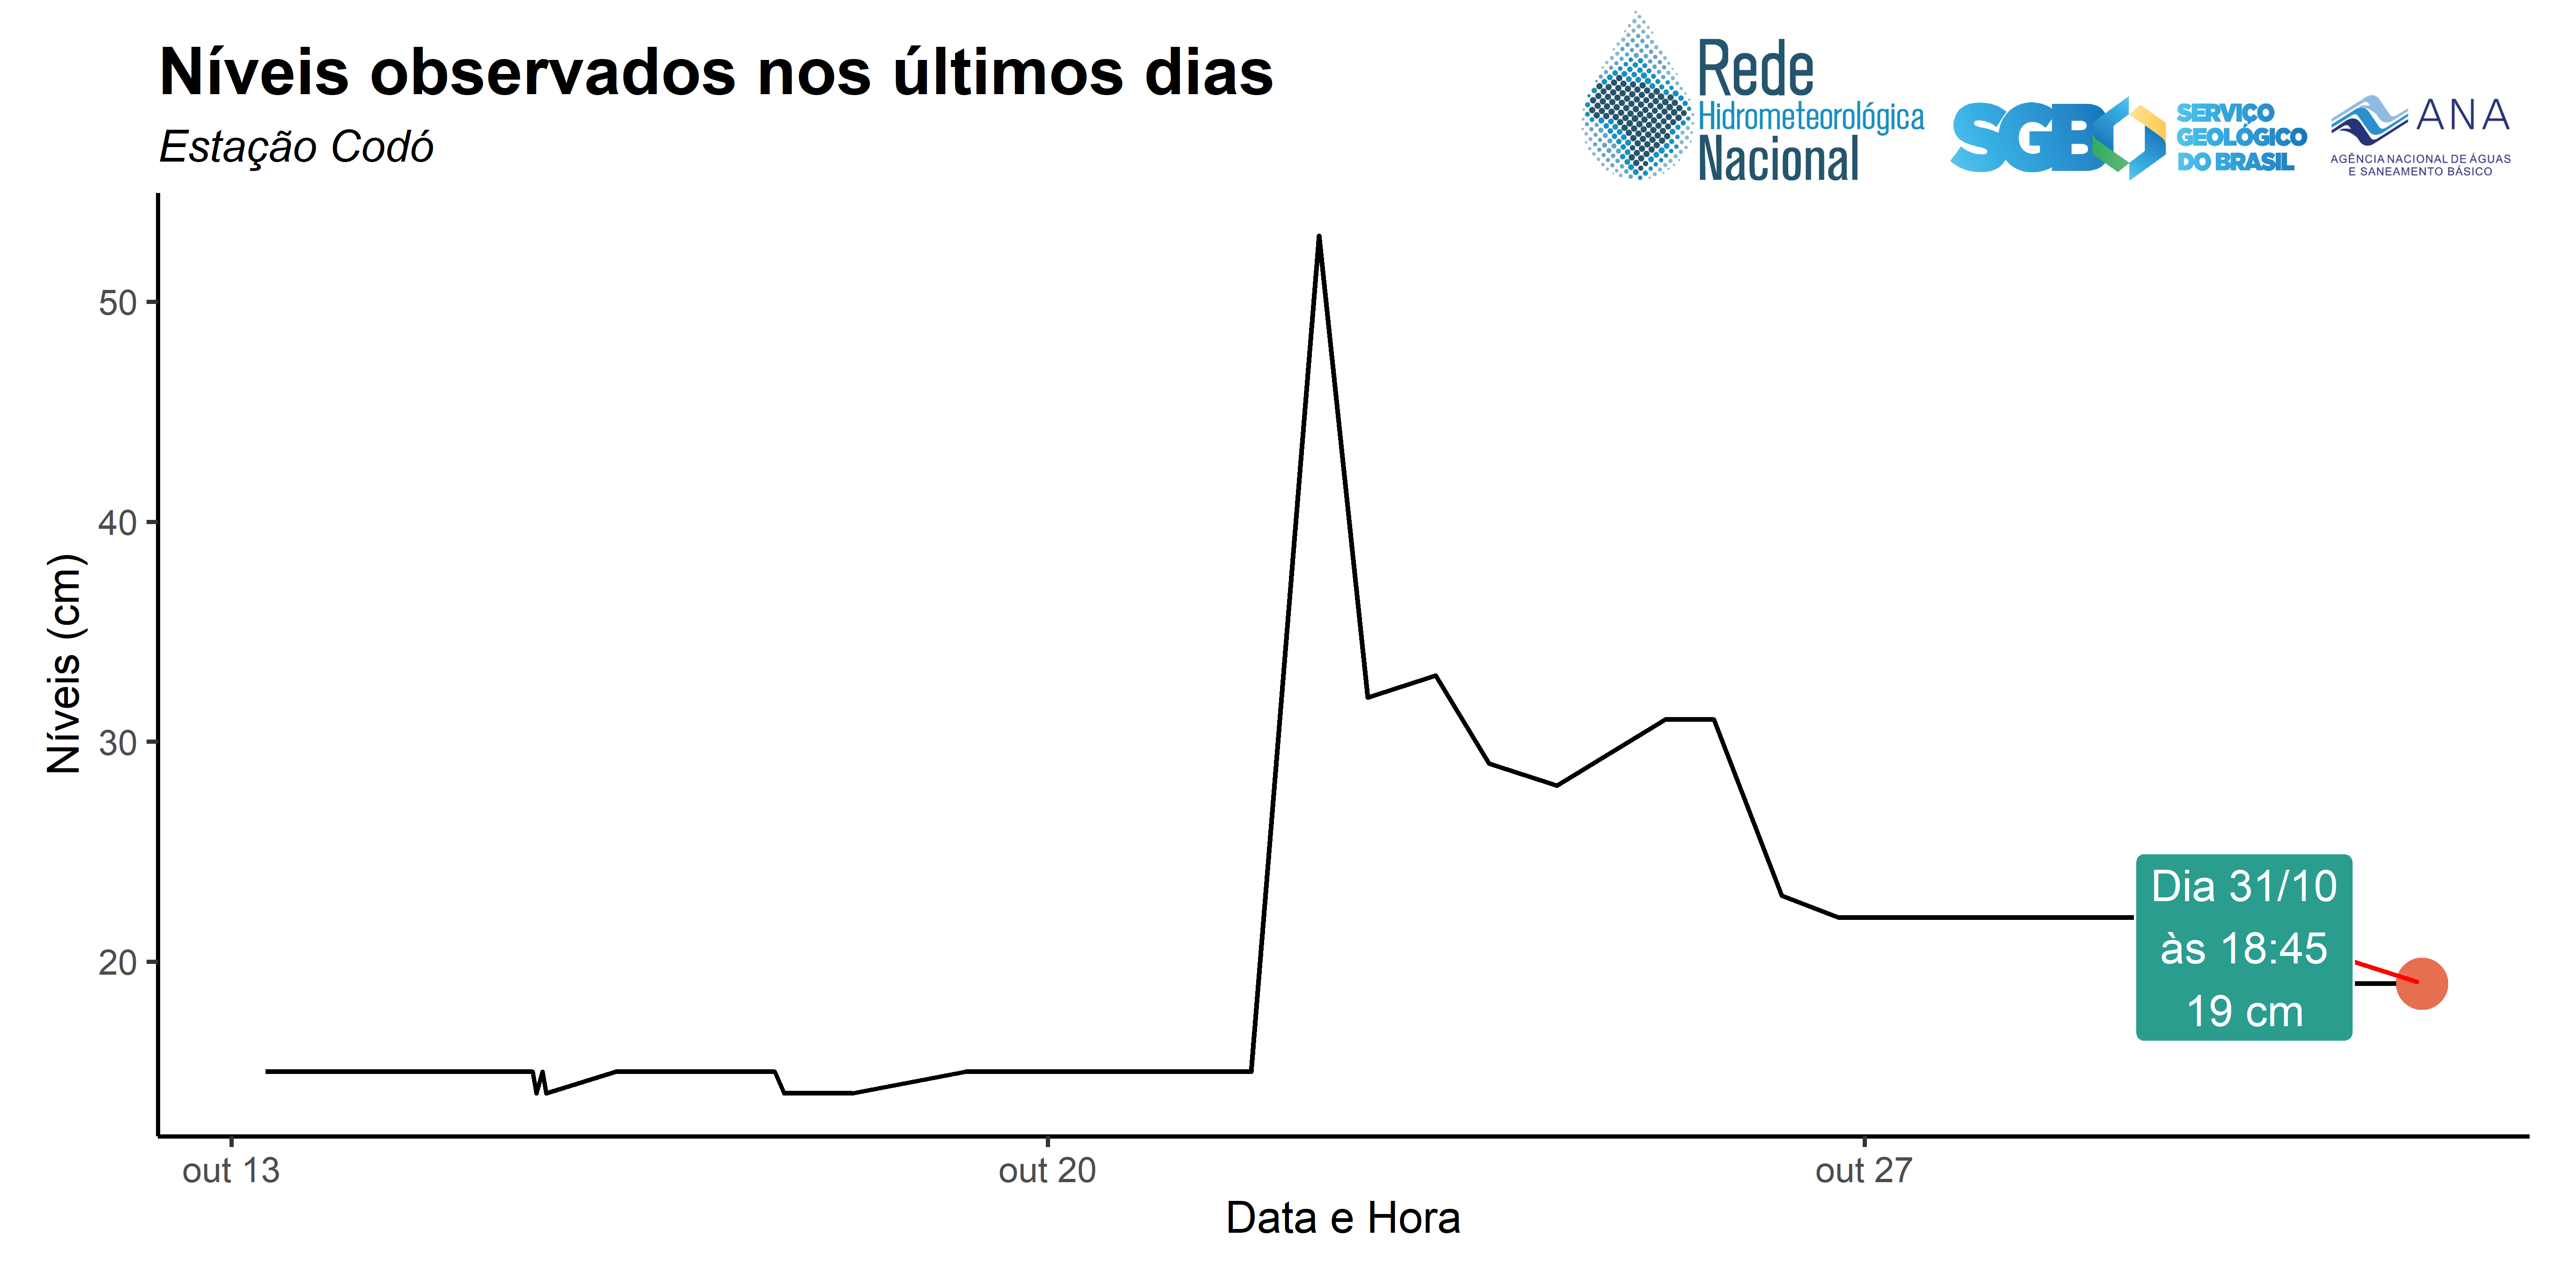 Níveis observados nos últimos dias
Estação Codó
Rede
Hidrometeorológica
Nacional
SGB
SERVIÇO
GEOLÓGICO
DO BRASIL
ANA
AGÊNCIA NACIONAL DE ÁGUAS
E SANEAMENTO BÁSICO
Níveis (cm)
50
40
30
20
Dia 31/10
às 18:45
19 cm
out 13
out 20
out 27
Data e Hora